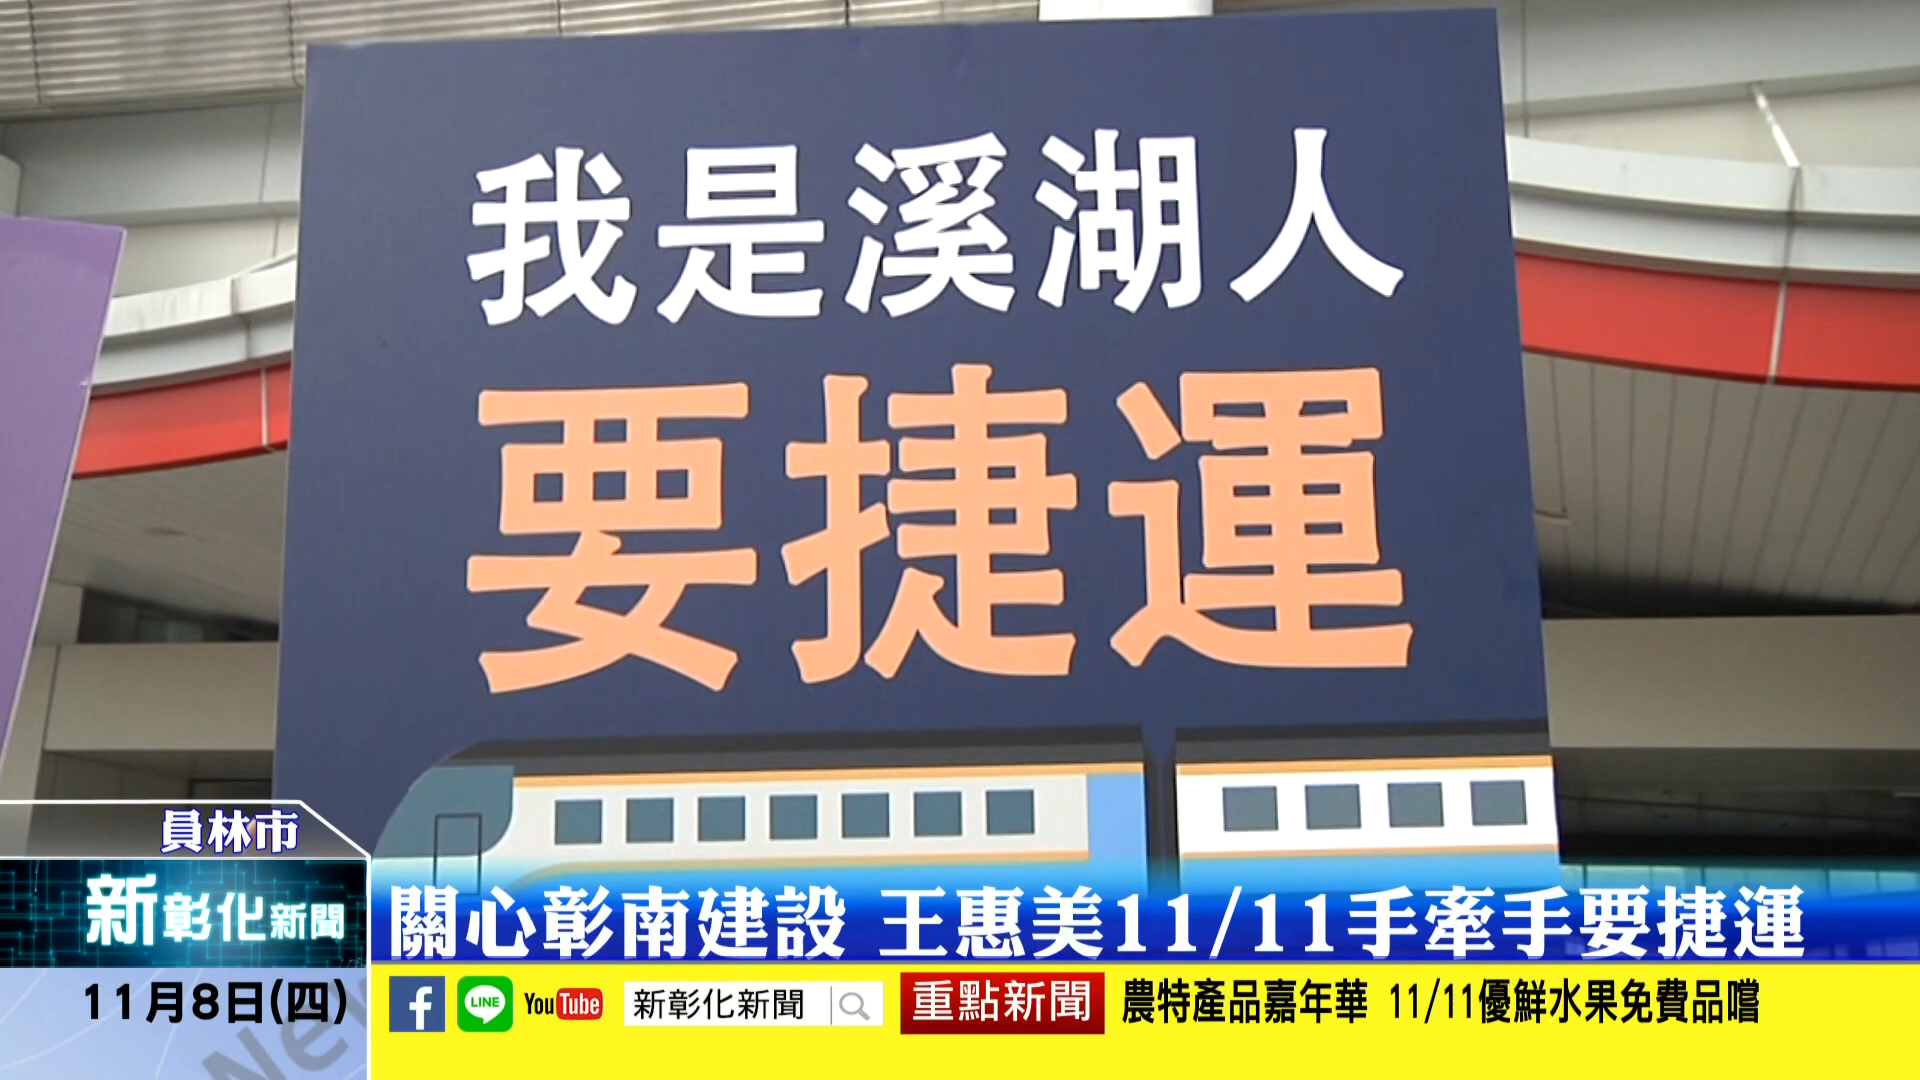 我是溪湖人
要捷運
員林市
新彰化新聞
關心彰南建設 王惠美11/11手牽手要捷運
11月8日(四)
f LINE YouTube 新彰化新聞
重點新聞
農特產品嘉年華 11/11優鮮水果免費品嚐
New